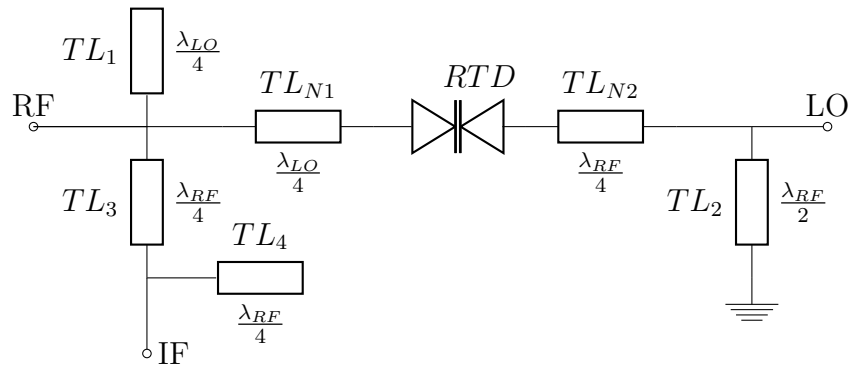 TL₁ λ_LO/4
RF
TL_N1
λ_LO/4
RTD
TL_N2
λ_RF/4
LO
TL₃ λ_RF/4
TL₂ λ_RF/2
TL₄
λ_RF/4
IF